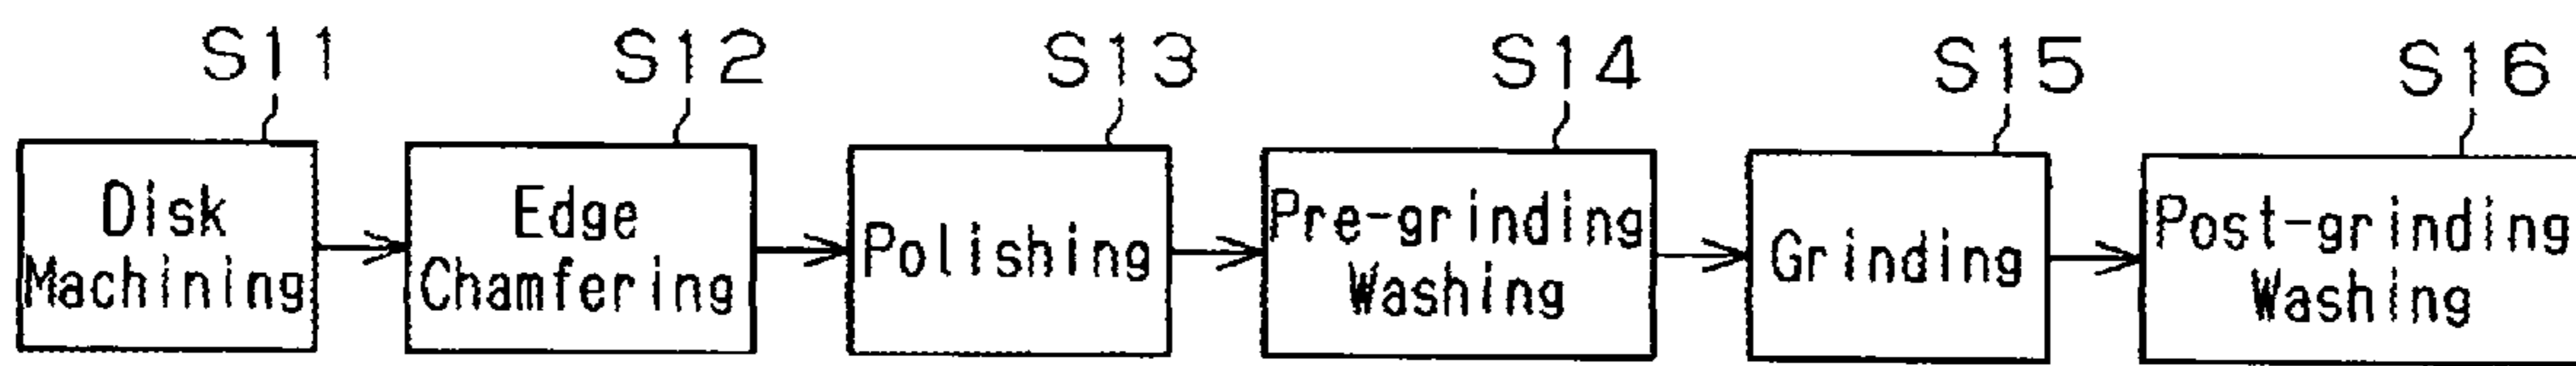 S11 S12 S13 S14 S15 S16
Disk Machining
Edge Chamfering
Polishing
Pre-grinding Washing
Grinding
Post-grinding Washing